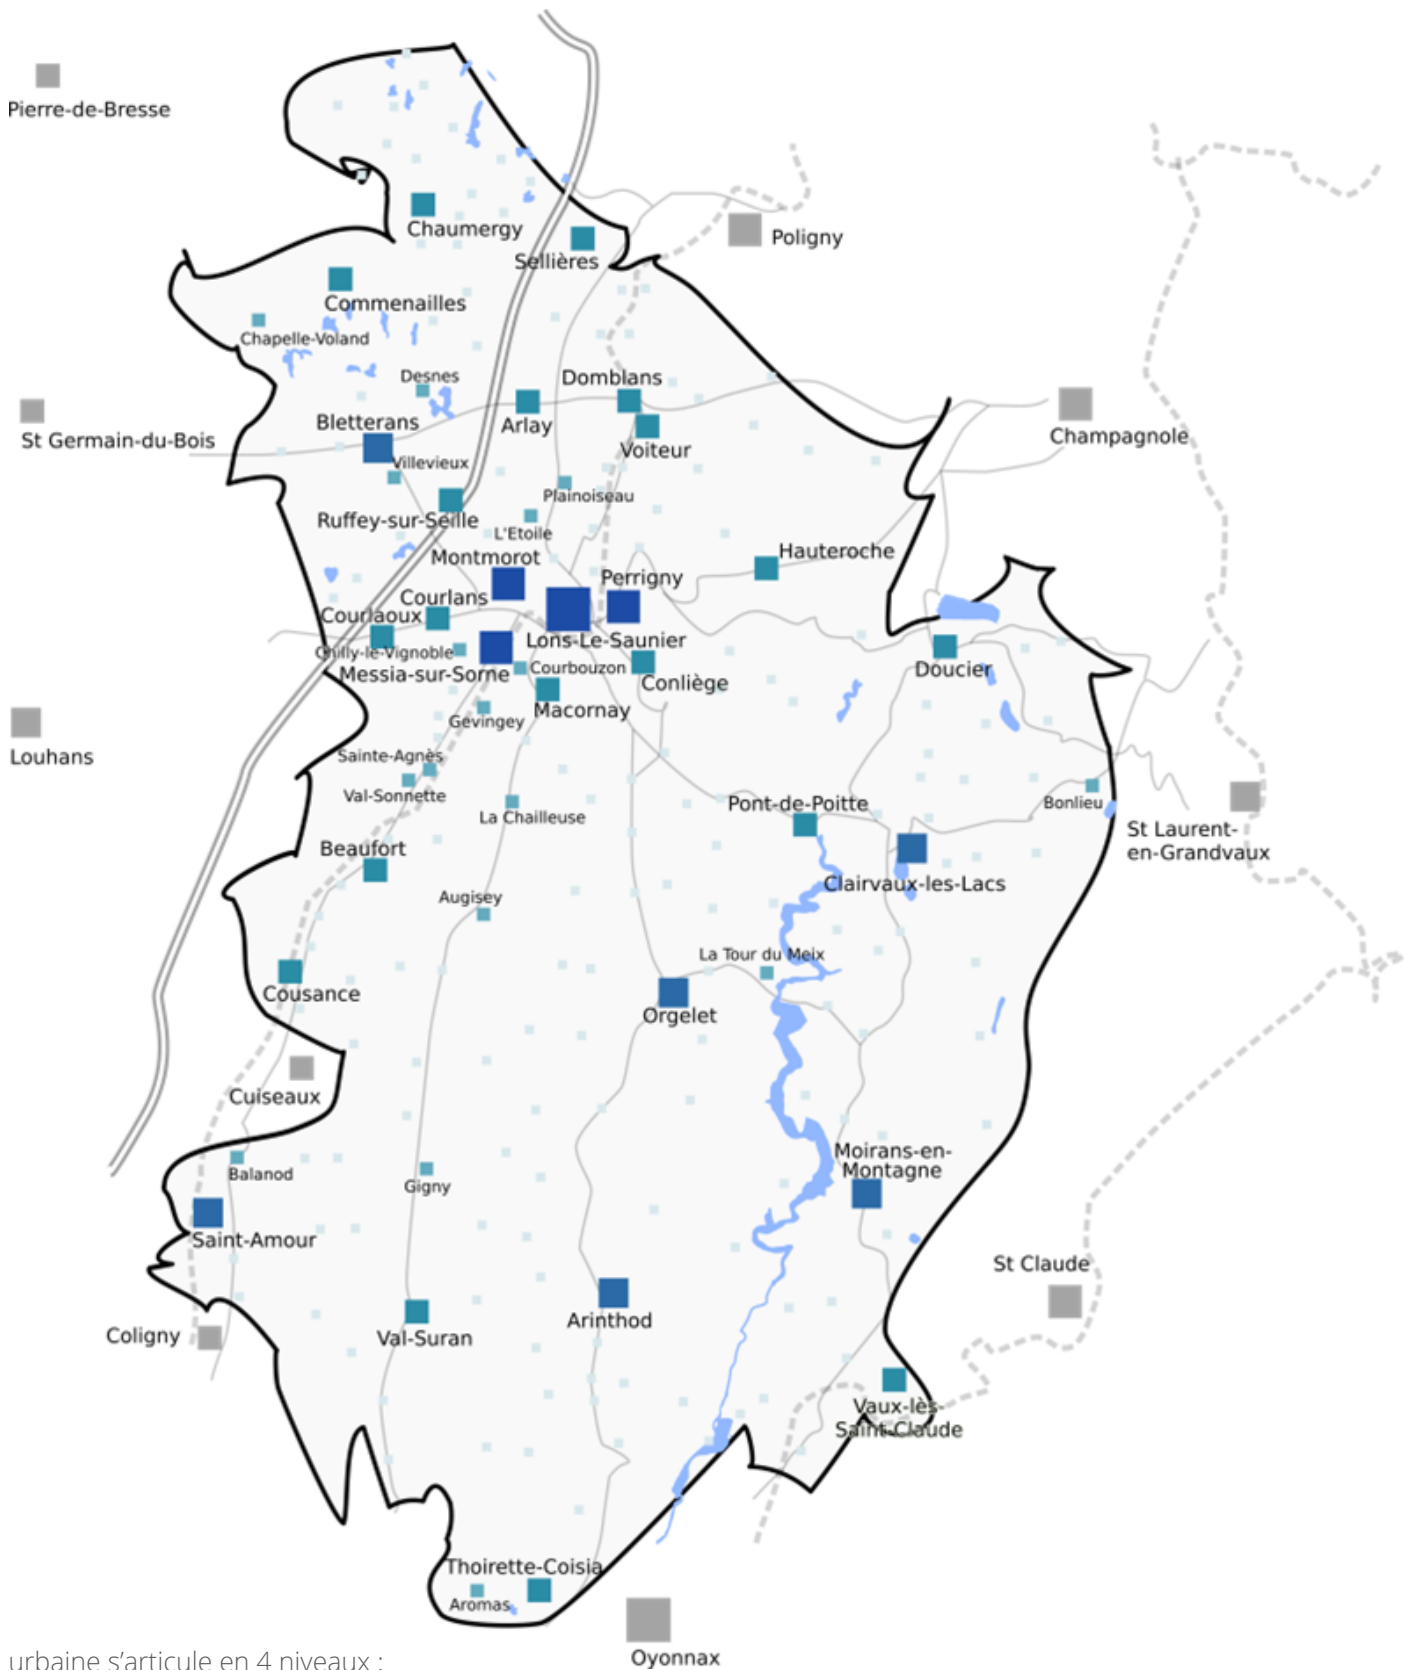 Pierre-de-Bresse
Chaumergy
Poligny
Sellières
Commenailles
Chapelle-Voland
Desnes
Domblans
Bletterans
Arlay
Champagnole
St Germain-du-Bois
Voiteur
Villevieux
Plainoiseau
Ruffey-sur-Seille
L'Etoile
Montmorot
Hauteroche
Perrigny
Courlans
Courlaoux
Lons-Le-Saunier
Chilly-le-Vignoble
Messia-sur-Sorne
Courbouzon
Doucier
Conliège
Macornay
Gevingey
Louhans
Sainte-Agnès
Val-Sonnette
Pont-de-Poitte
Bonlieu
La Chailleuse
St Laurent-
en-Grandvaux
Beaufort
Clairvaux-les-Lacs
Augisey
La Tour du Meix
Cousance
Orgelet
Cuiseaux
Moirans-en-
Montagne
Balanod
Gigny
Saint-Amour
St Claude
Arinthod
Coligny
Val-Suran
Vaux-lès-
Saint-Claude
Thoirette-Coisia
Aromas
Oyonnax
urbaine s'articule en 4 niveaux :